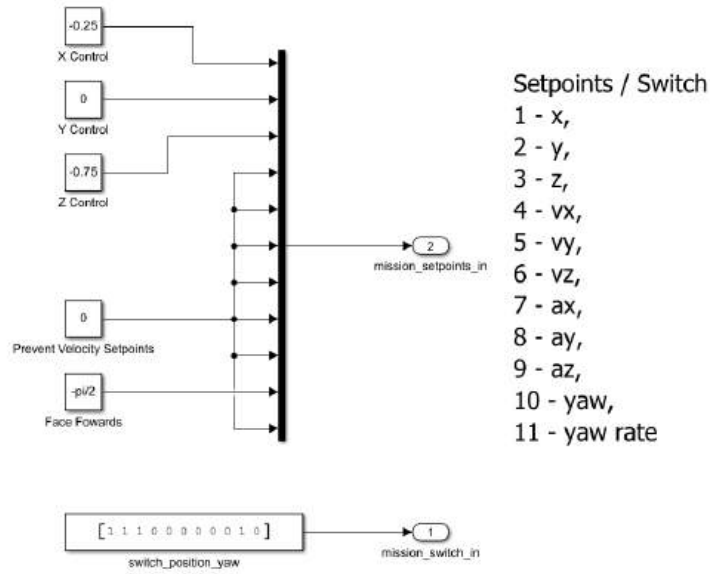 -0.25
X Control
0
Y Control
-0.75
Z Control
0
Prevent Velocity Setpoints
-pi/2
Face Fowards
2
mission_setpoints_in
Setpoints / Switch
1 - x,
2 - y,
3 - z,
4 - vx,
5 - vy,
6 - vz,
7 - ax,
8 - ay,
9 - az,
10 - yaw,
11 - yaw rate
[1 1 1 0 0 0 0 0 0 1 0]
switch_position_yaw
1
mission_switch_in